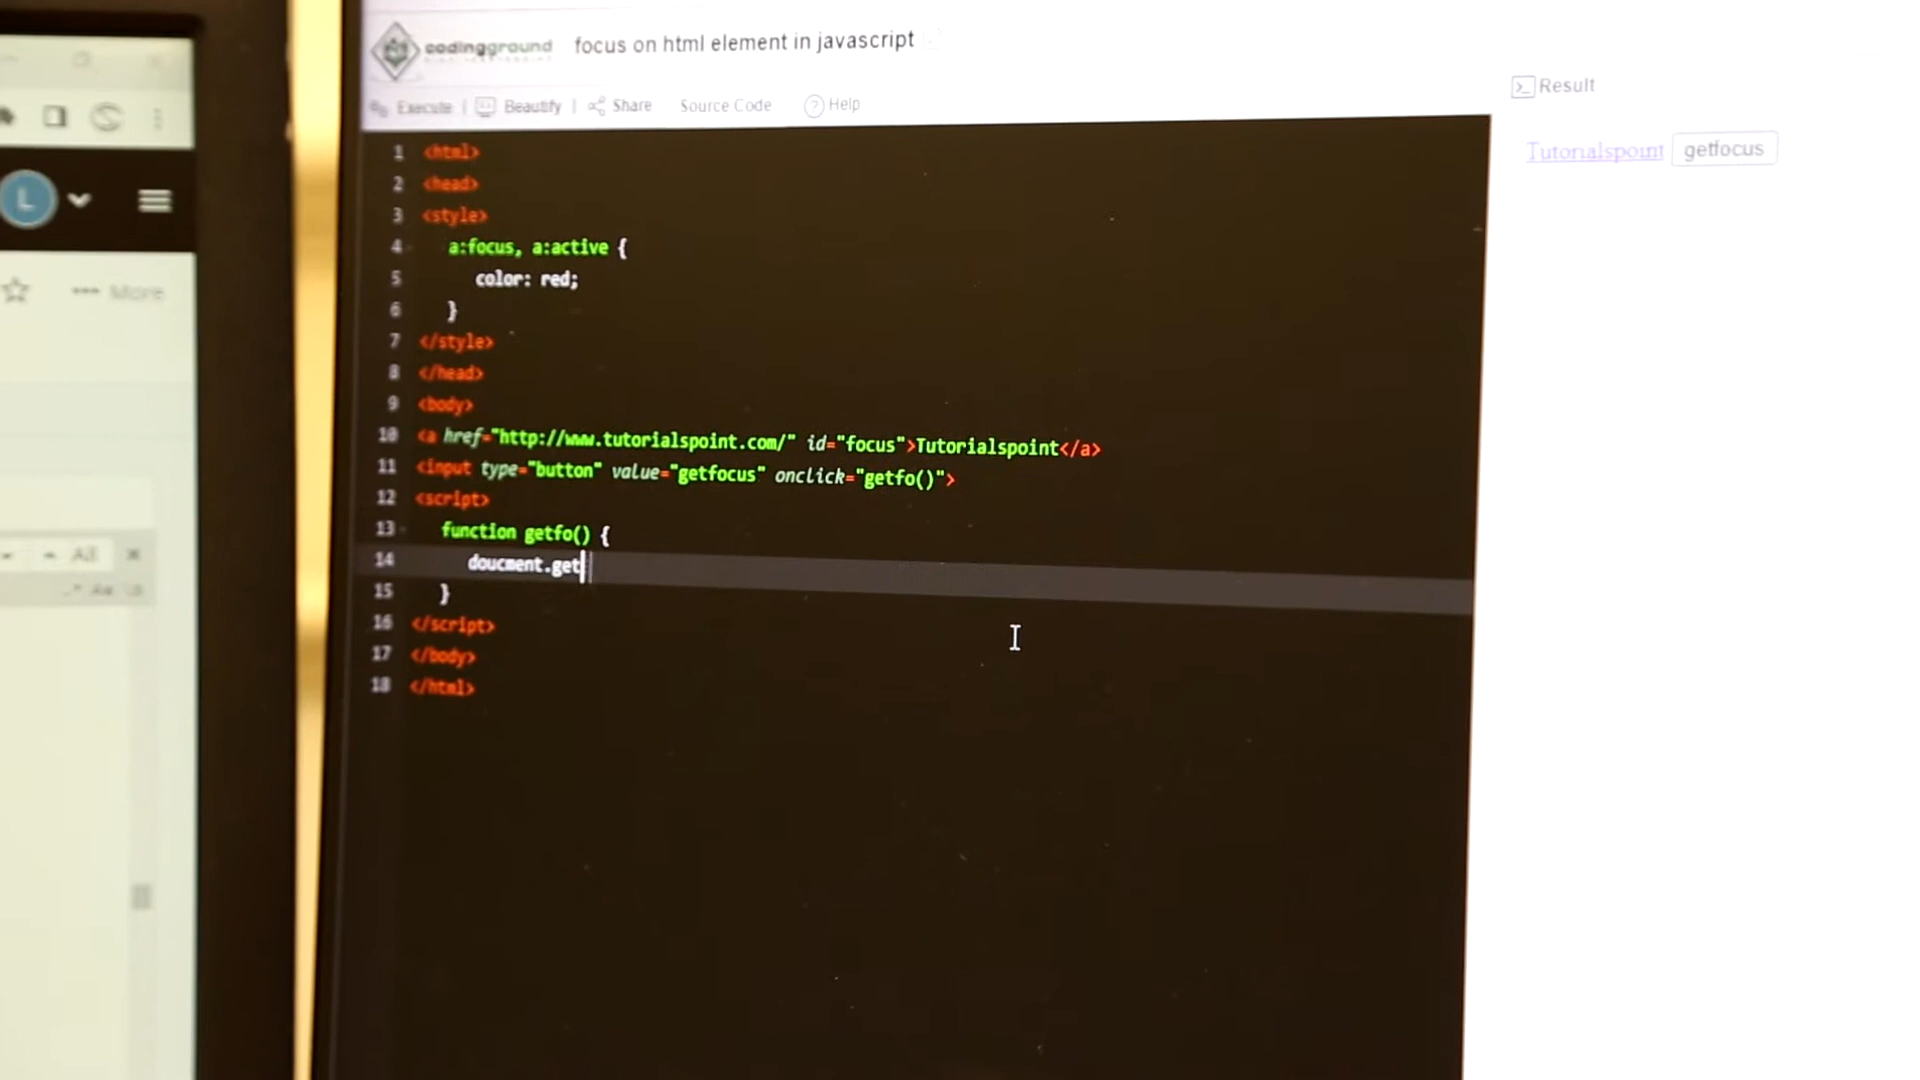 L
More
All
Aa
codingground focus on html element in javascript
Execute | Beautify | Share Source Code ? Help
1 <html>
2 <head>
3 <style>
4 a:focus, a:active {
5 color: red;
6 }
7 </style>
8 </head>
9 <body>
10 <a href="http://www.tutorialspoint.com/" id="focus">Tutorialspoint</a>
11 <input type="button" value="getfocus" onclick="getfo()">
12 <script>
13 function getfo() {
14 doucment.get
15 }
16 </script>
17 </body>
18 </html>
Result
Tutorialspoint getfocus